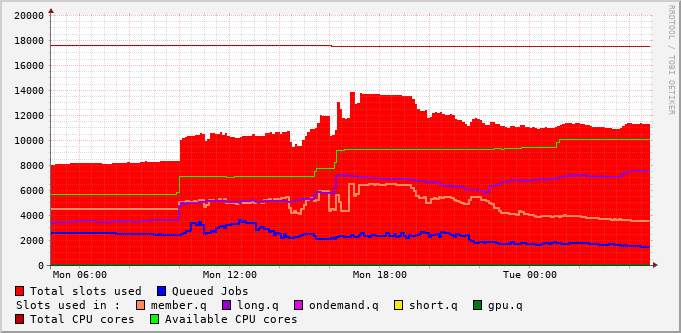 20000
18000
16000
14000
12000
10000
8000
6000
4000
2000
0
Mon 06:00 Mon 12:00 Mon 18:00 Tue 00:00
RRDTOOL / TOBI OETIKER
Total slots used Queued Jobs
Slots used in : member.q long.q ondemand.q short.q gpu.q
Total CPU cores Available CPU cores